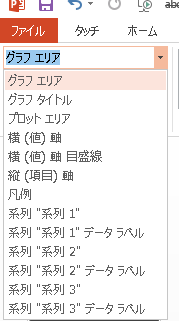 abc
ファイル タッチ ホーム
グラフ エリア
グラフ エリア
グラフ タイトル
プロット エリア
横 (値) 軸
横 (値) 軸 目盛線
縦 (項目) 軸
凡例
系列 "系列 1"
系列 "系列 1" データ ラベル
系列 "系列 2"
系列 "系列 2" データ ラベル
系列 "系列 3"
系列 "系列 3" データ ラベル